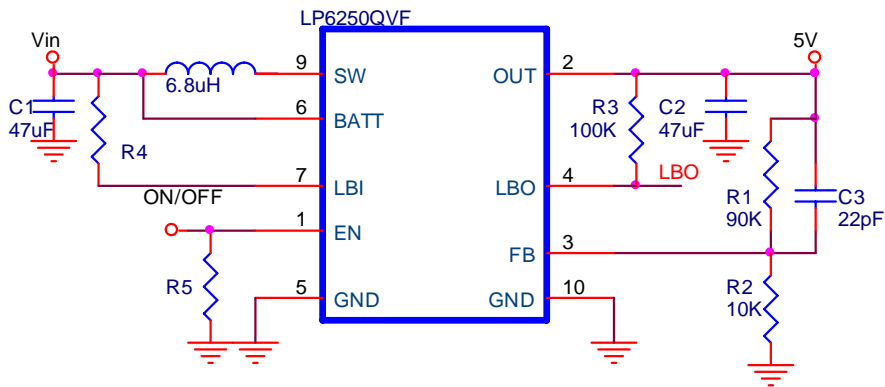 LP6250QVF
Vin
5V
9
SW
OUT
2
6.8uH
C1
47uF
6
BATT
R3
100K
C2
47uF
R4
7
LBI
LBO
4
LBO
R1
90K
C3
22pF
ON/OFF
1
EN
FB
3
R5
5
GND
GND
10
R2
10K